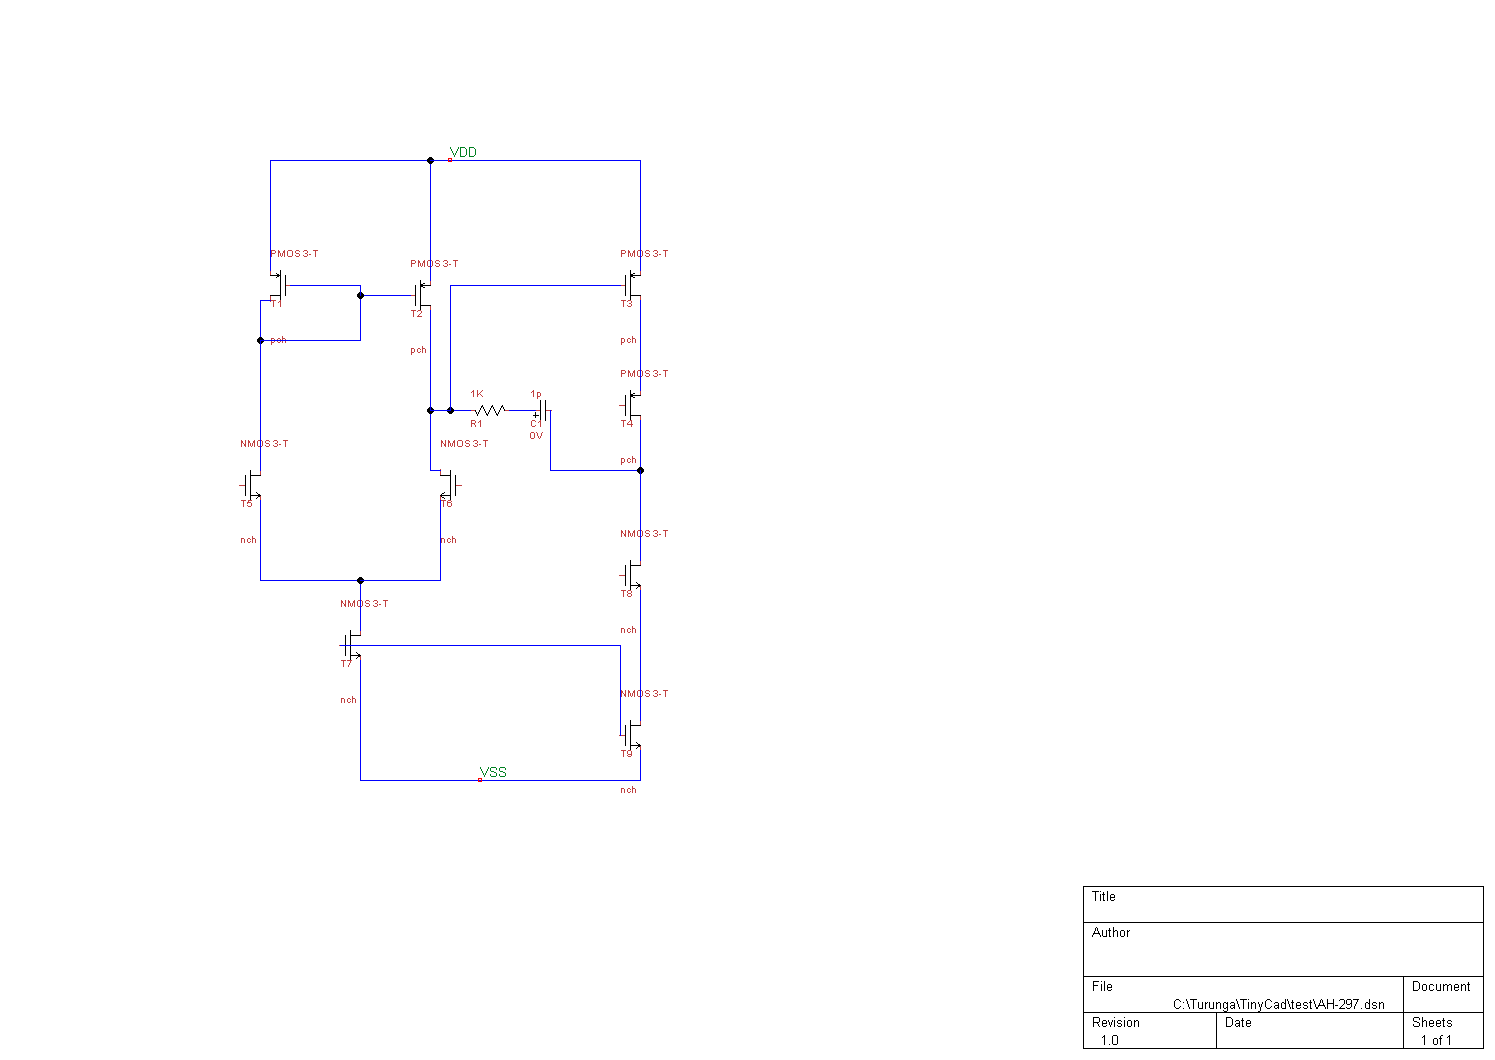 VDD
PMOS3-T
PMOS3-T
PMOS3-T
T1
T2
T3
pch
pch
pch
PMOS3-T
1K
1p
R1
C1
T4
0V
NMOS3-T
NMOS3-T
pch
T5
T6
nch
nch
NMOS3-T
T8
NMOS3-T
nch
T7
NMOS3-T
nch
T9
VSS
nch
Title
Author
File
Document
C:\Turunga\TinyCad\test\AH-297.dsn
Revision
Date
Sheets
1.0
1 of 1